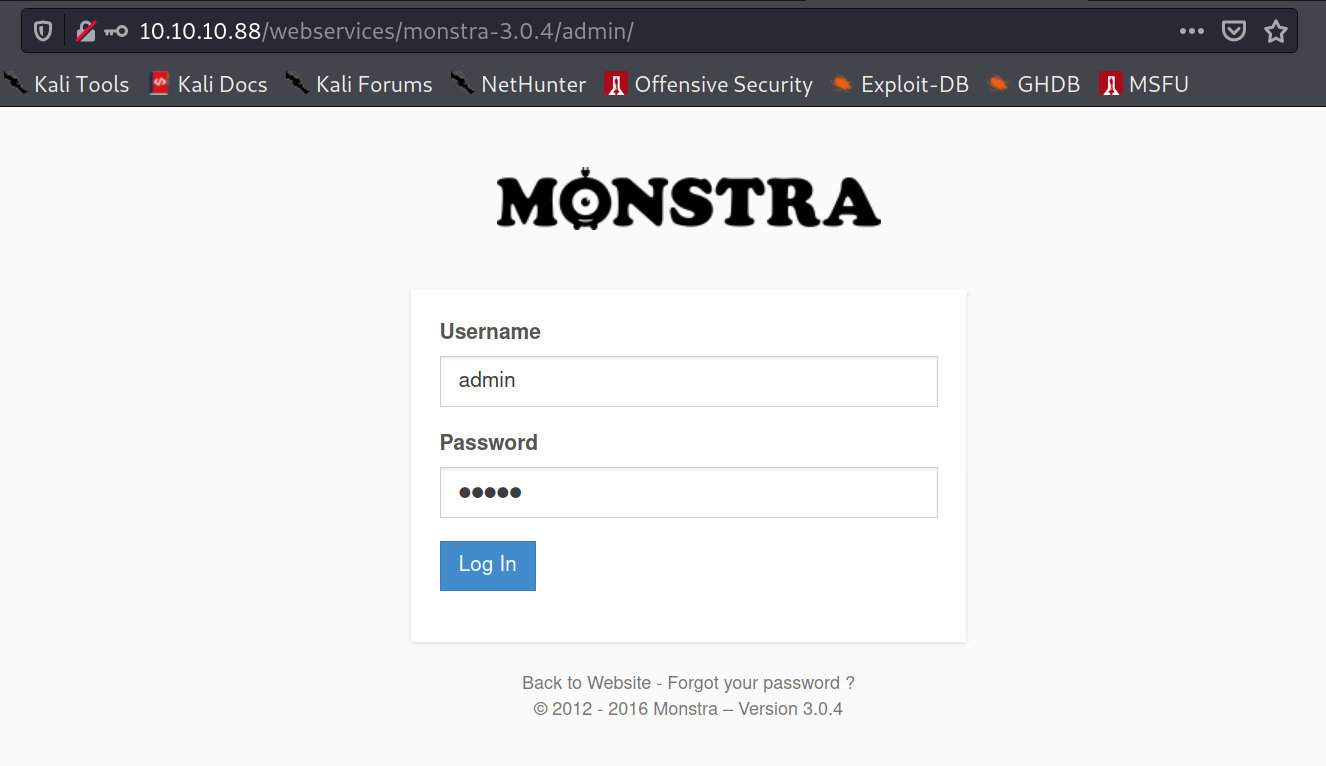 10.10.10.88/webservices/monstra-3.0.4/admin/
Kali Tools Kali Docs Kali Forums NetHunter Offensive Security Exploit-DB GHDB MSFU
MONSTRA
Username
admin
Password
●●●●●
Log In
Back to Website - Forgot your password ?
© 2012 - 2016 Monstra – Version 3.0.4